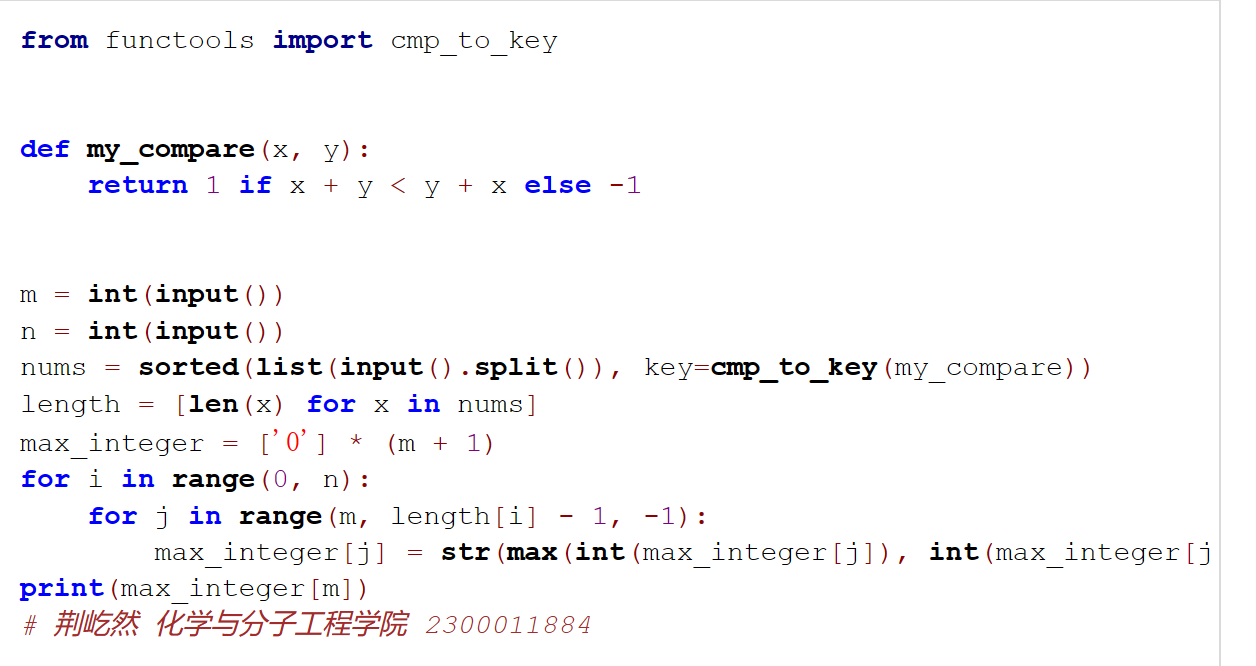 from functools import cmp_to_key
def my_compare(x, y):
    return 1 if x + y < y + x else -1
m = int(input())
n = int(input())
nums = sorted(list(input().split()), key=cmp_to_key(my_compare))
length = [len(x) for x in nums]
max_integer = ['0'] * (m + 1)
for i in range(0, n):
    for j in range(m, length[i] - 1, -1):
        max_integer[j] = str(max(int(max_integer[j]), int(max_integer[j
print(max_integer[m])
# 荆屹然 化学与分子工程学院 2300011884